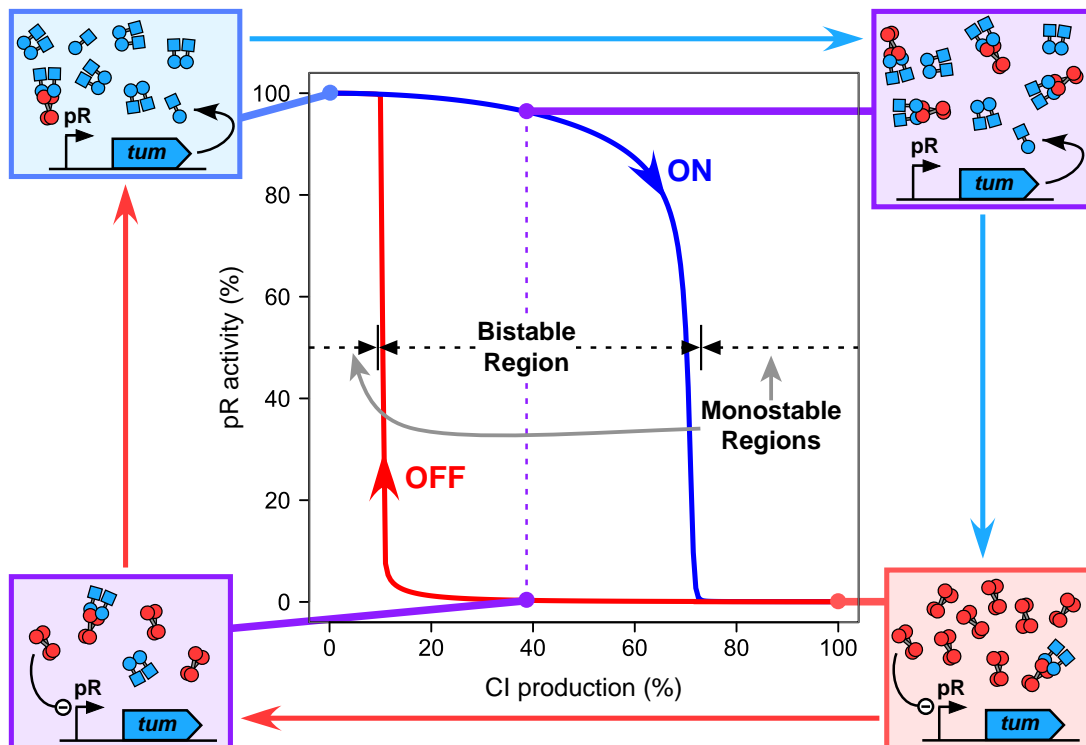 pR
tum
pR
tum
100
80
60
40
20
0
pR activity (%)
ON
Bistable
Region
Monostable
Regions
OFF
0
20
40
60
80
100
CI production (%)
pR
tum
pR
tum